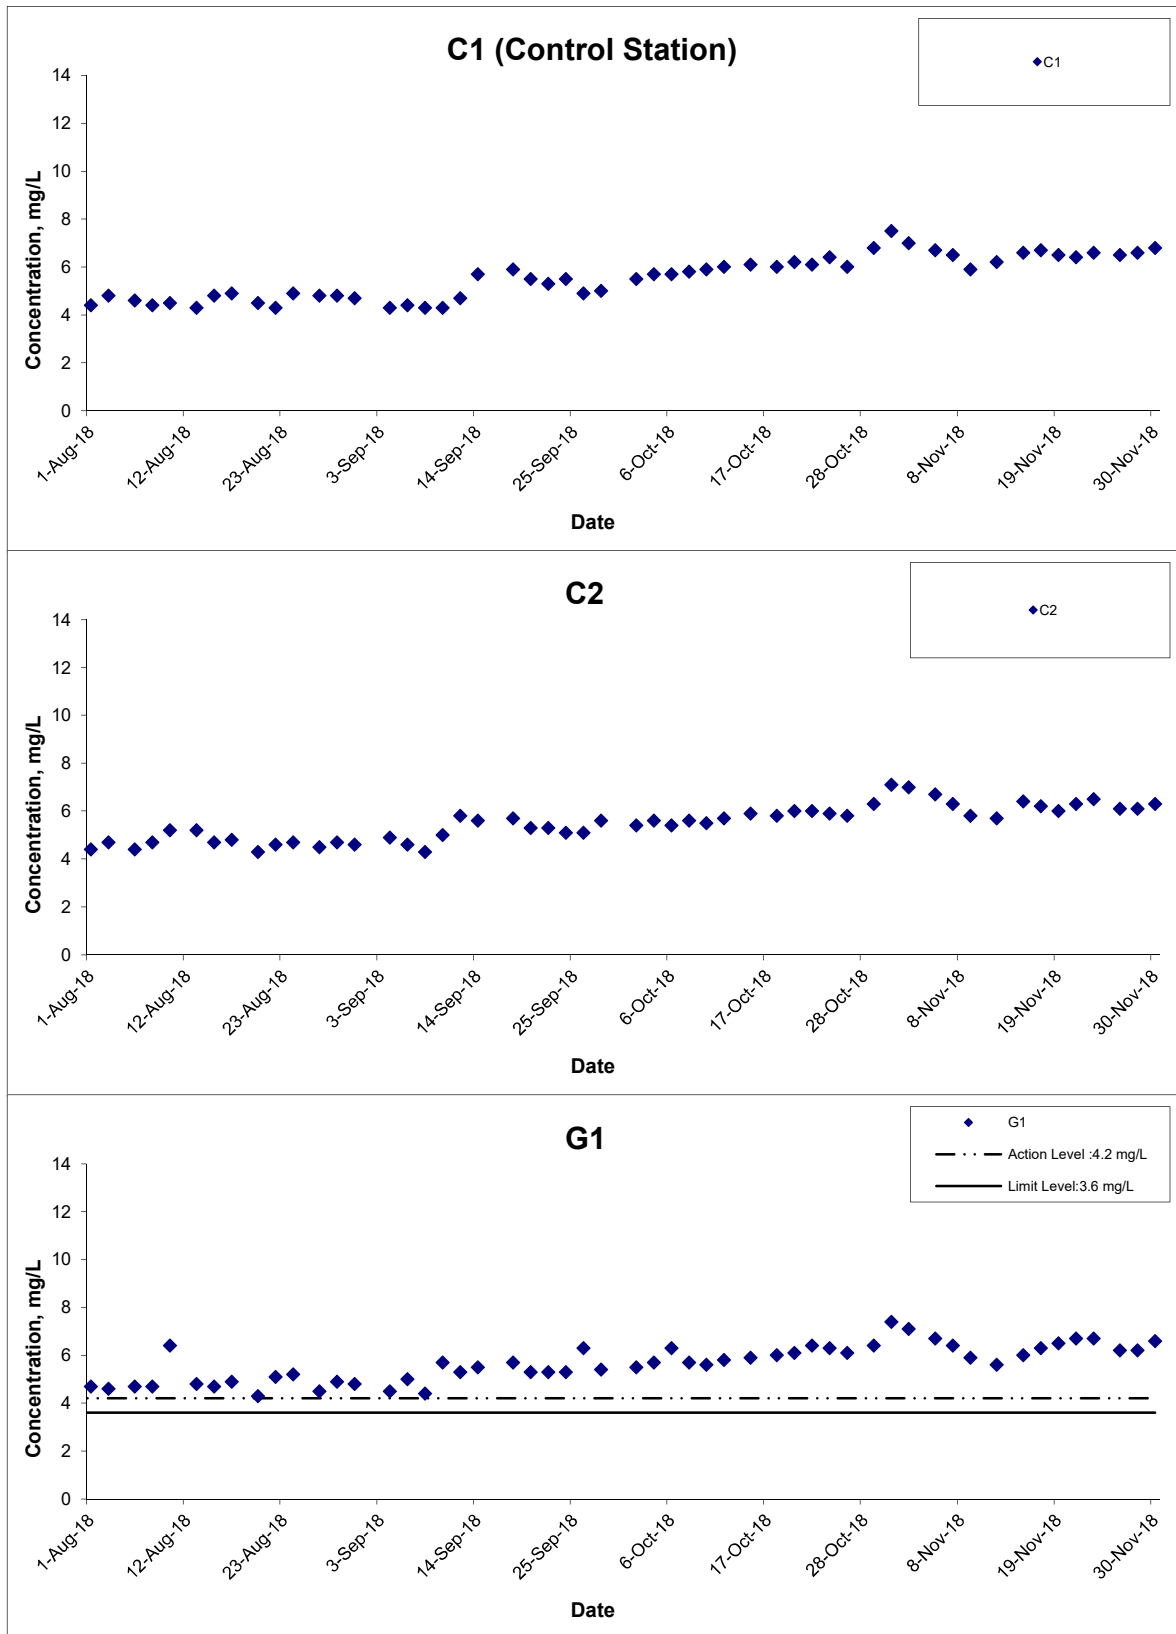 C1 (Control Station)
C1
14
12
10
8
6
4
2
0
Concentration, mg/L
1-Aug-18
12-Aug-18
23-Aug-18
3-Sep-18
14-Sep-18
25-Sep-18
6-Oct-18
17-Oct-18
28-Oct-18
8-Nov-18
19-Nov-18
30-Nov-18
Date
C2
C2
14
12
10
8
6
4
2
0
Concentration, mg/L
1-Aug-18
12-Aug-18
23-Aug-18
3-Sep-18
14-Sep-18
25-Sep-18
6-Oct-18
17-Oct-18
28-Oct-18
8-Nov-18
19-Nov-18
30-Nov-18
Date
G1
G1
Action Level :4.2 mg/L
Limit Level:3.6 mg/L
14
12
10
8
6
4
2
0
Concentration, mg/L
1-Aug-18
12-Aug-18
23-Aug-18
3-Sep-18
14-Sep-18
25-Sep-18
6-Oct-18
17-Oct-18
28-Oct-18
8-Nov-18
19-Nov-18
30-Nov-18
Date